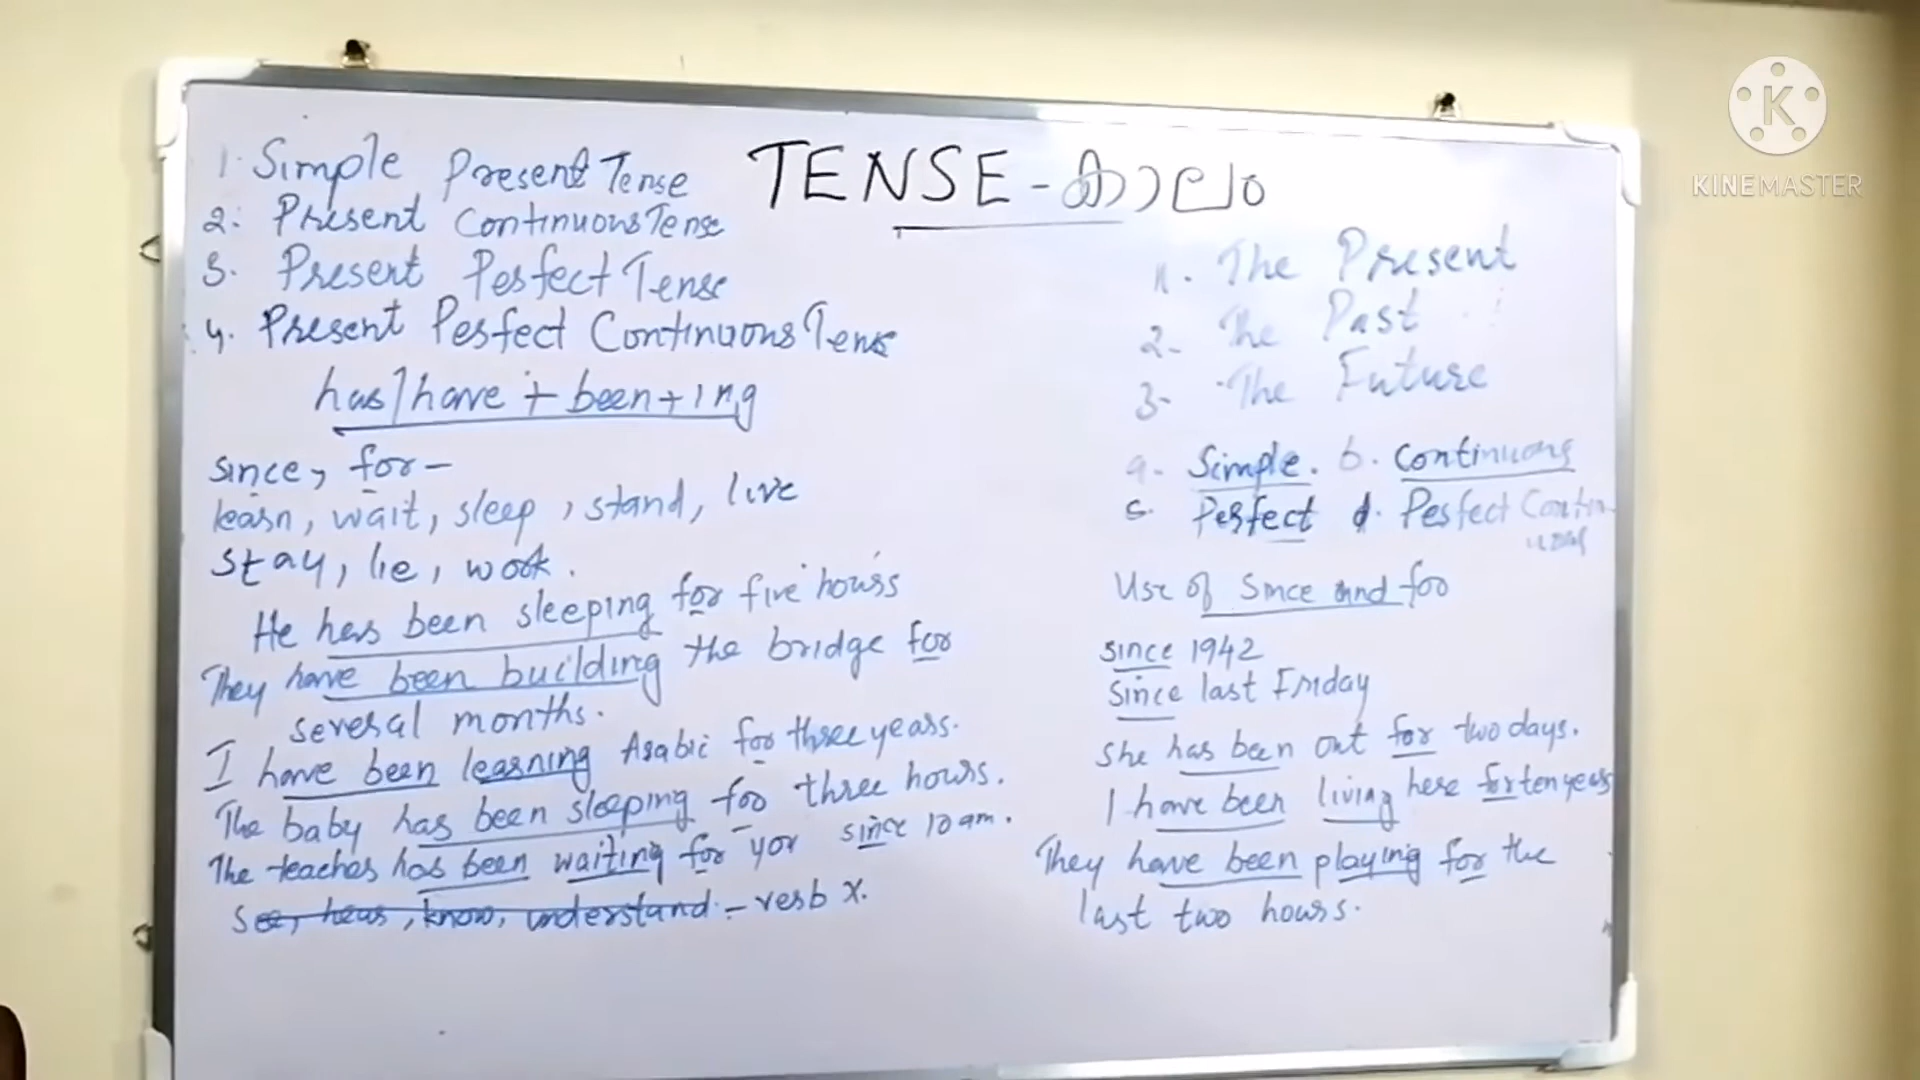 TENSE - കാലം
1. Simple Present Tense
2. Present Continuous Tense
3. Present Perfect Tense
4. Present Perfect Continuous Tense
has/have + been + ing
since, for -
learn, wait, sleep, stand, live
stay, lie, work.
He has been sleeping for five hours
They have been building the bridge for
several months.
I have been learning Arabic for three years.
The baby has been sleeping for three hours.
The teacher has been waiting for you since 10 am.
See, hear, know, understand - verb X.
1. The Present
2. The Past
3. The Future
a. Simple. b. Continuous
c. Perfect d. Perfect Contin
uous
Use of Since and for
since 1942
Since last Friday
She has been out for two days.
I have been living here for ten years
They have been playing for the
last two hours.
K
KINEMASTER